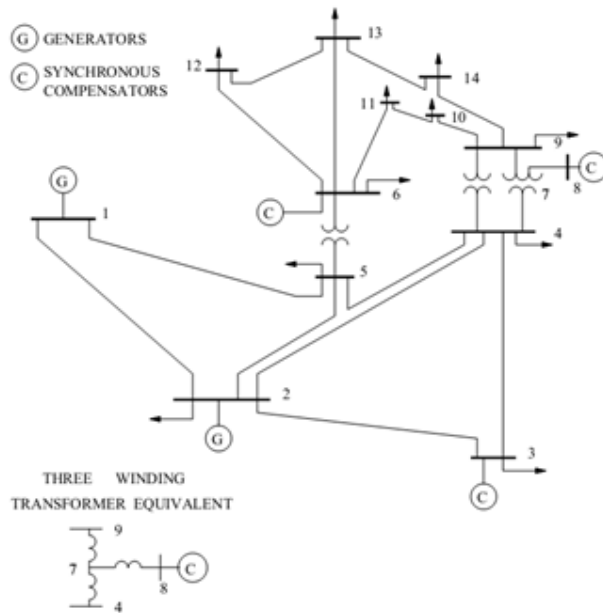 G GENERATORS
C SYNCHRONOUS
COMPENSATORS
13
12
14
11
10
9
G
C
8
7
C
6
1
4
5
2
G
3
C
THREE WINDING
TRANSFORMER EQUIVALENT
9
7
C
8
4